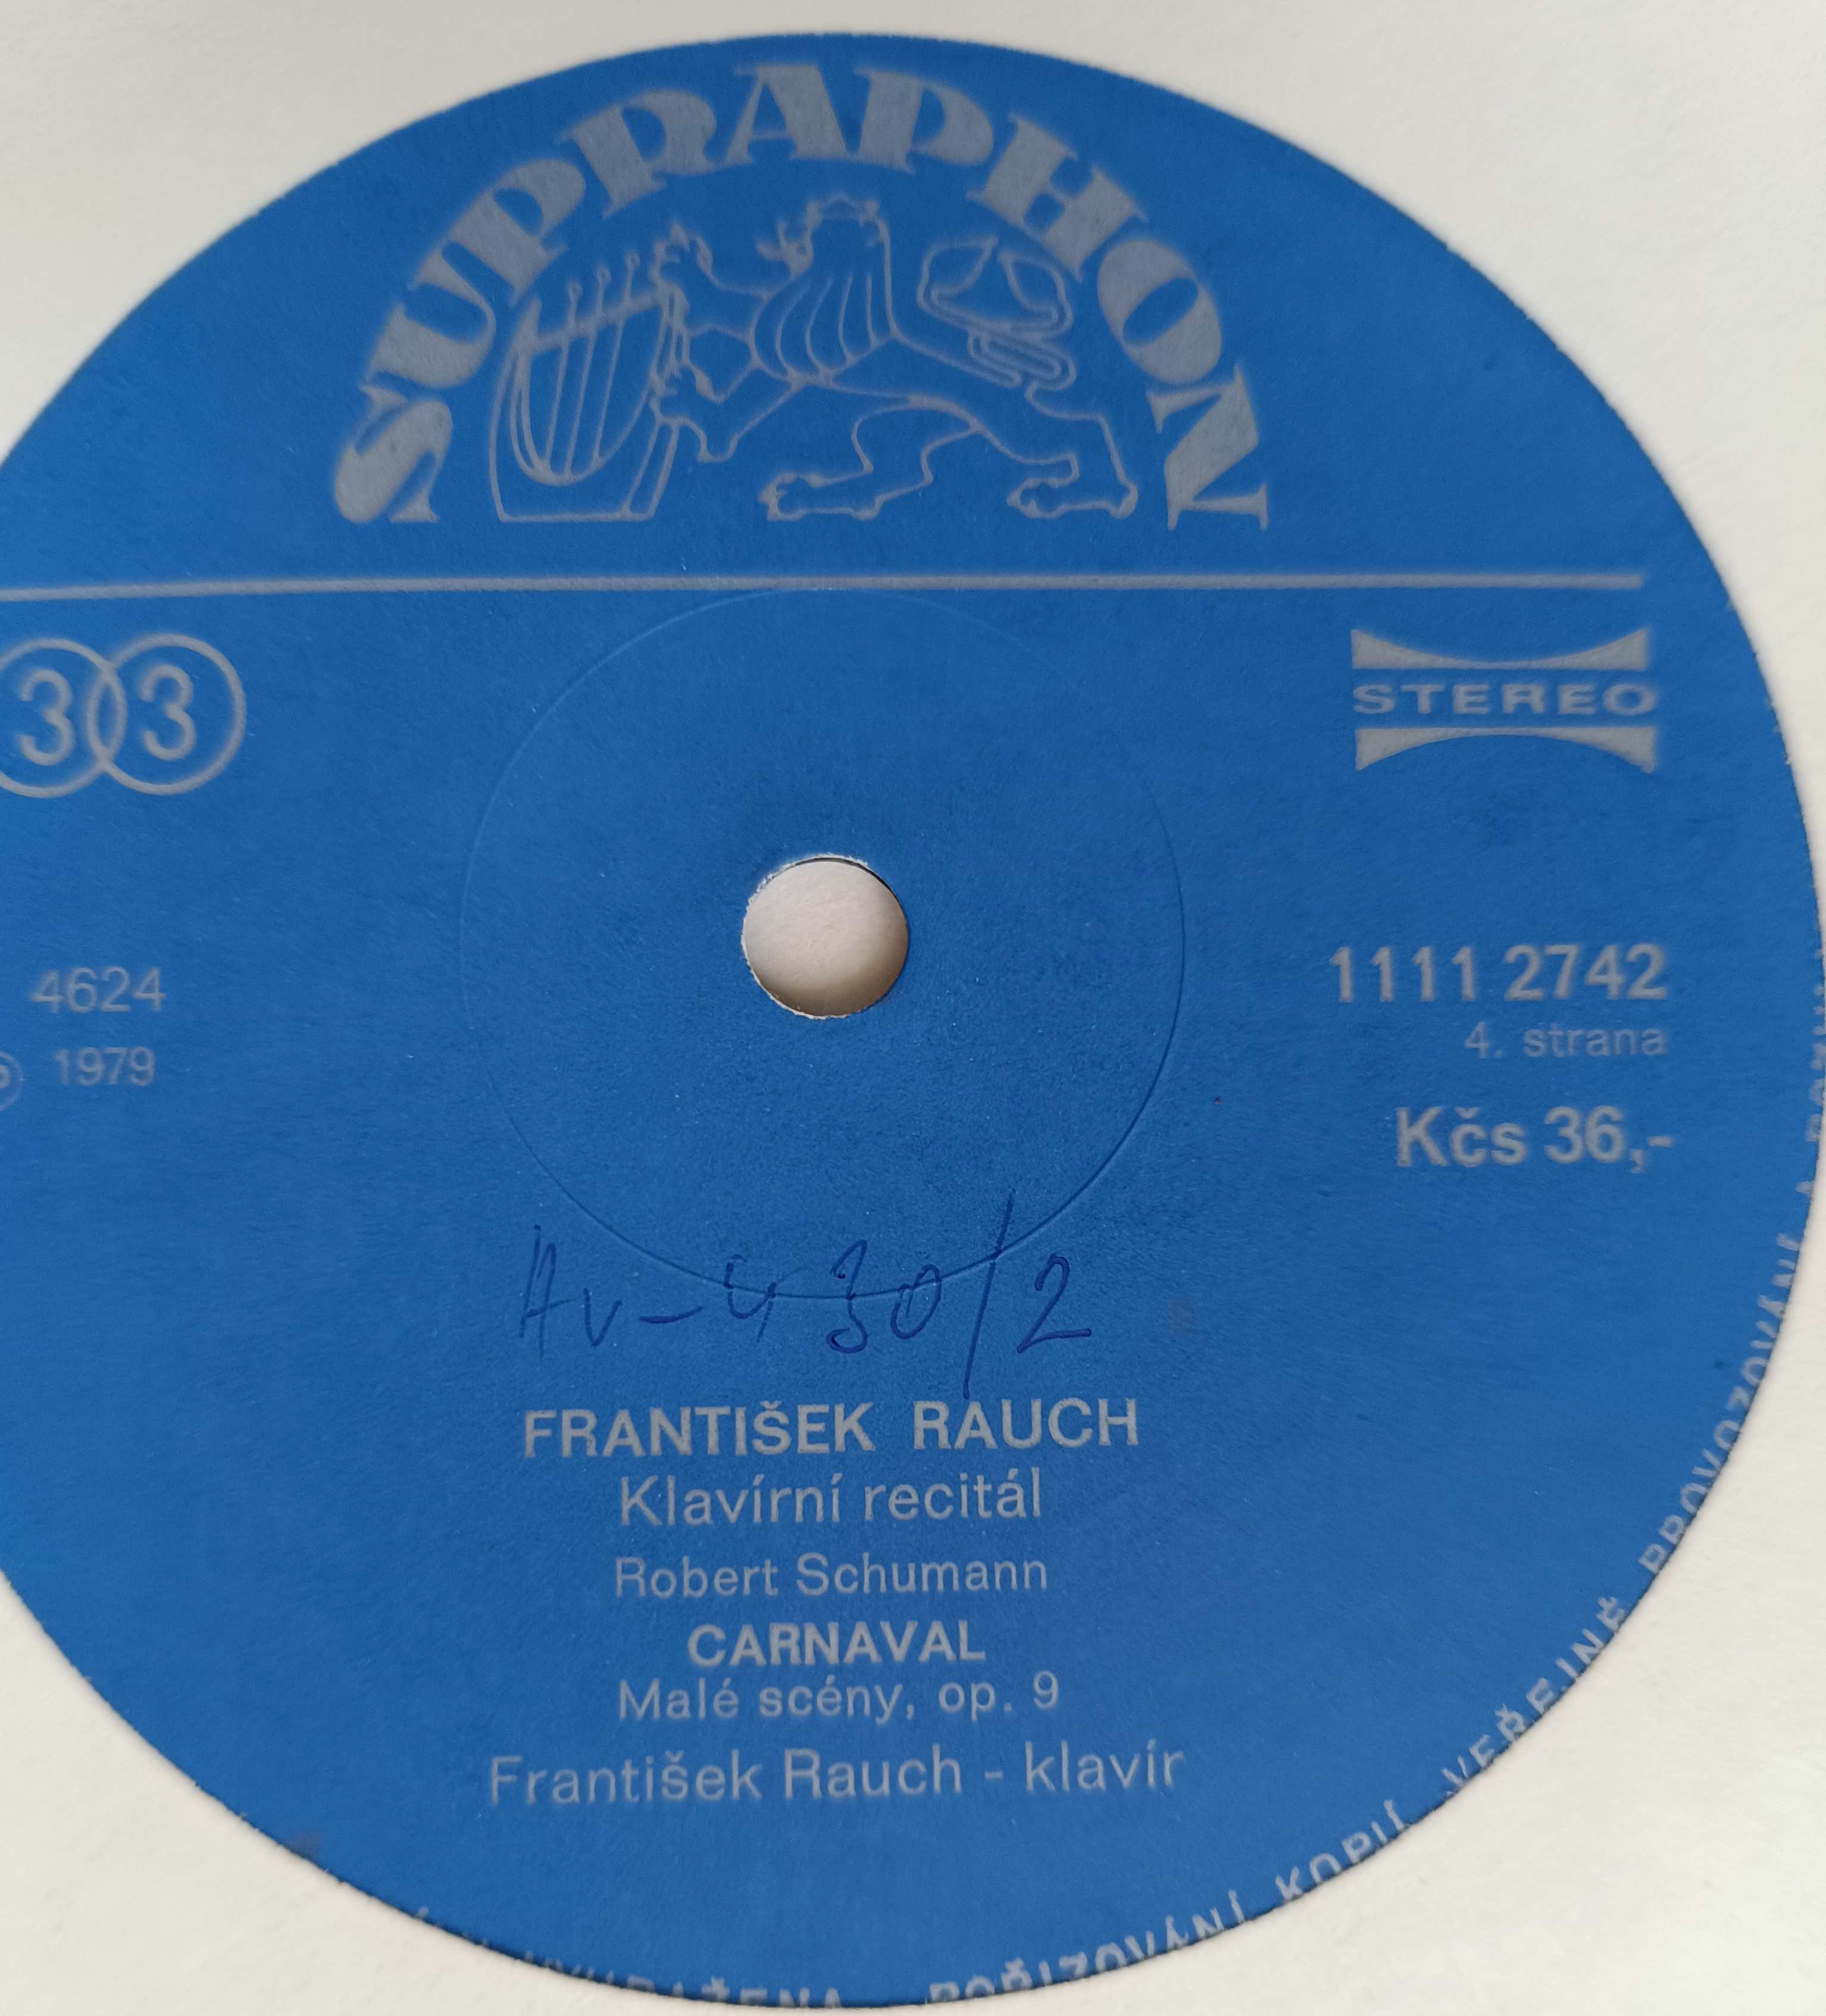 SUPRAPHON
33
STEREO
4624
1111 2742
4. strana
℗ 1979
Kčs 36,-
Av-430/2
FRANTIŠEK RAUCH
Klavírní recitál
Robert Schumann
CARNAVAL
Malé scény, op. 9
František Rauch - klavír
POŘIZOVÁNÍ KOPIÍ VEŘEJNÉ PROVOZOVÁNÍ A